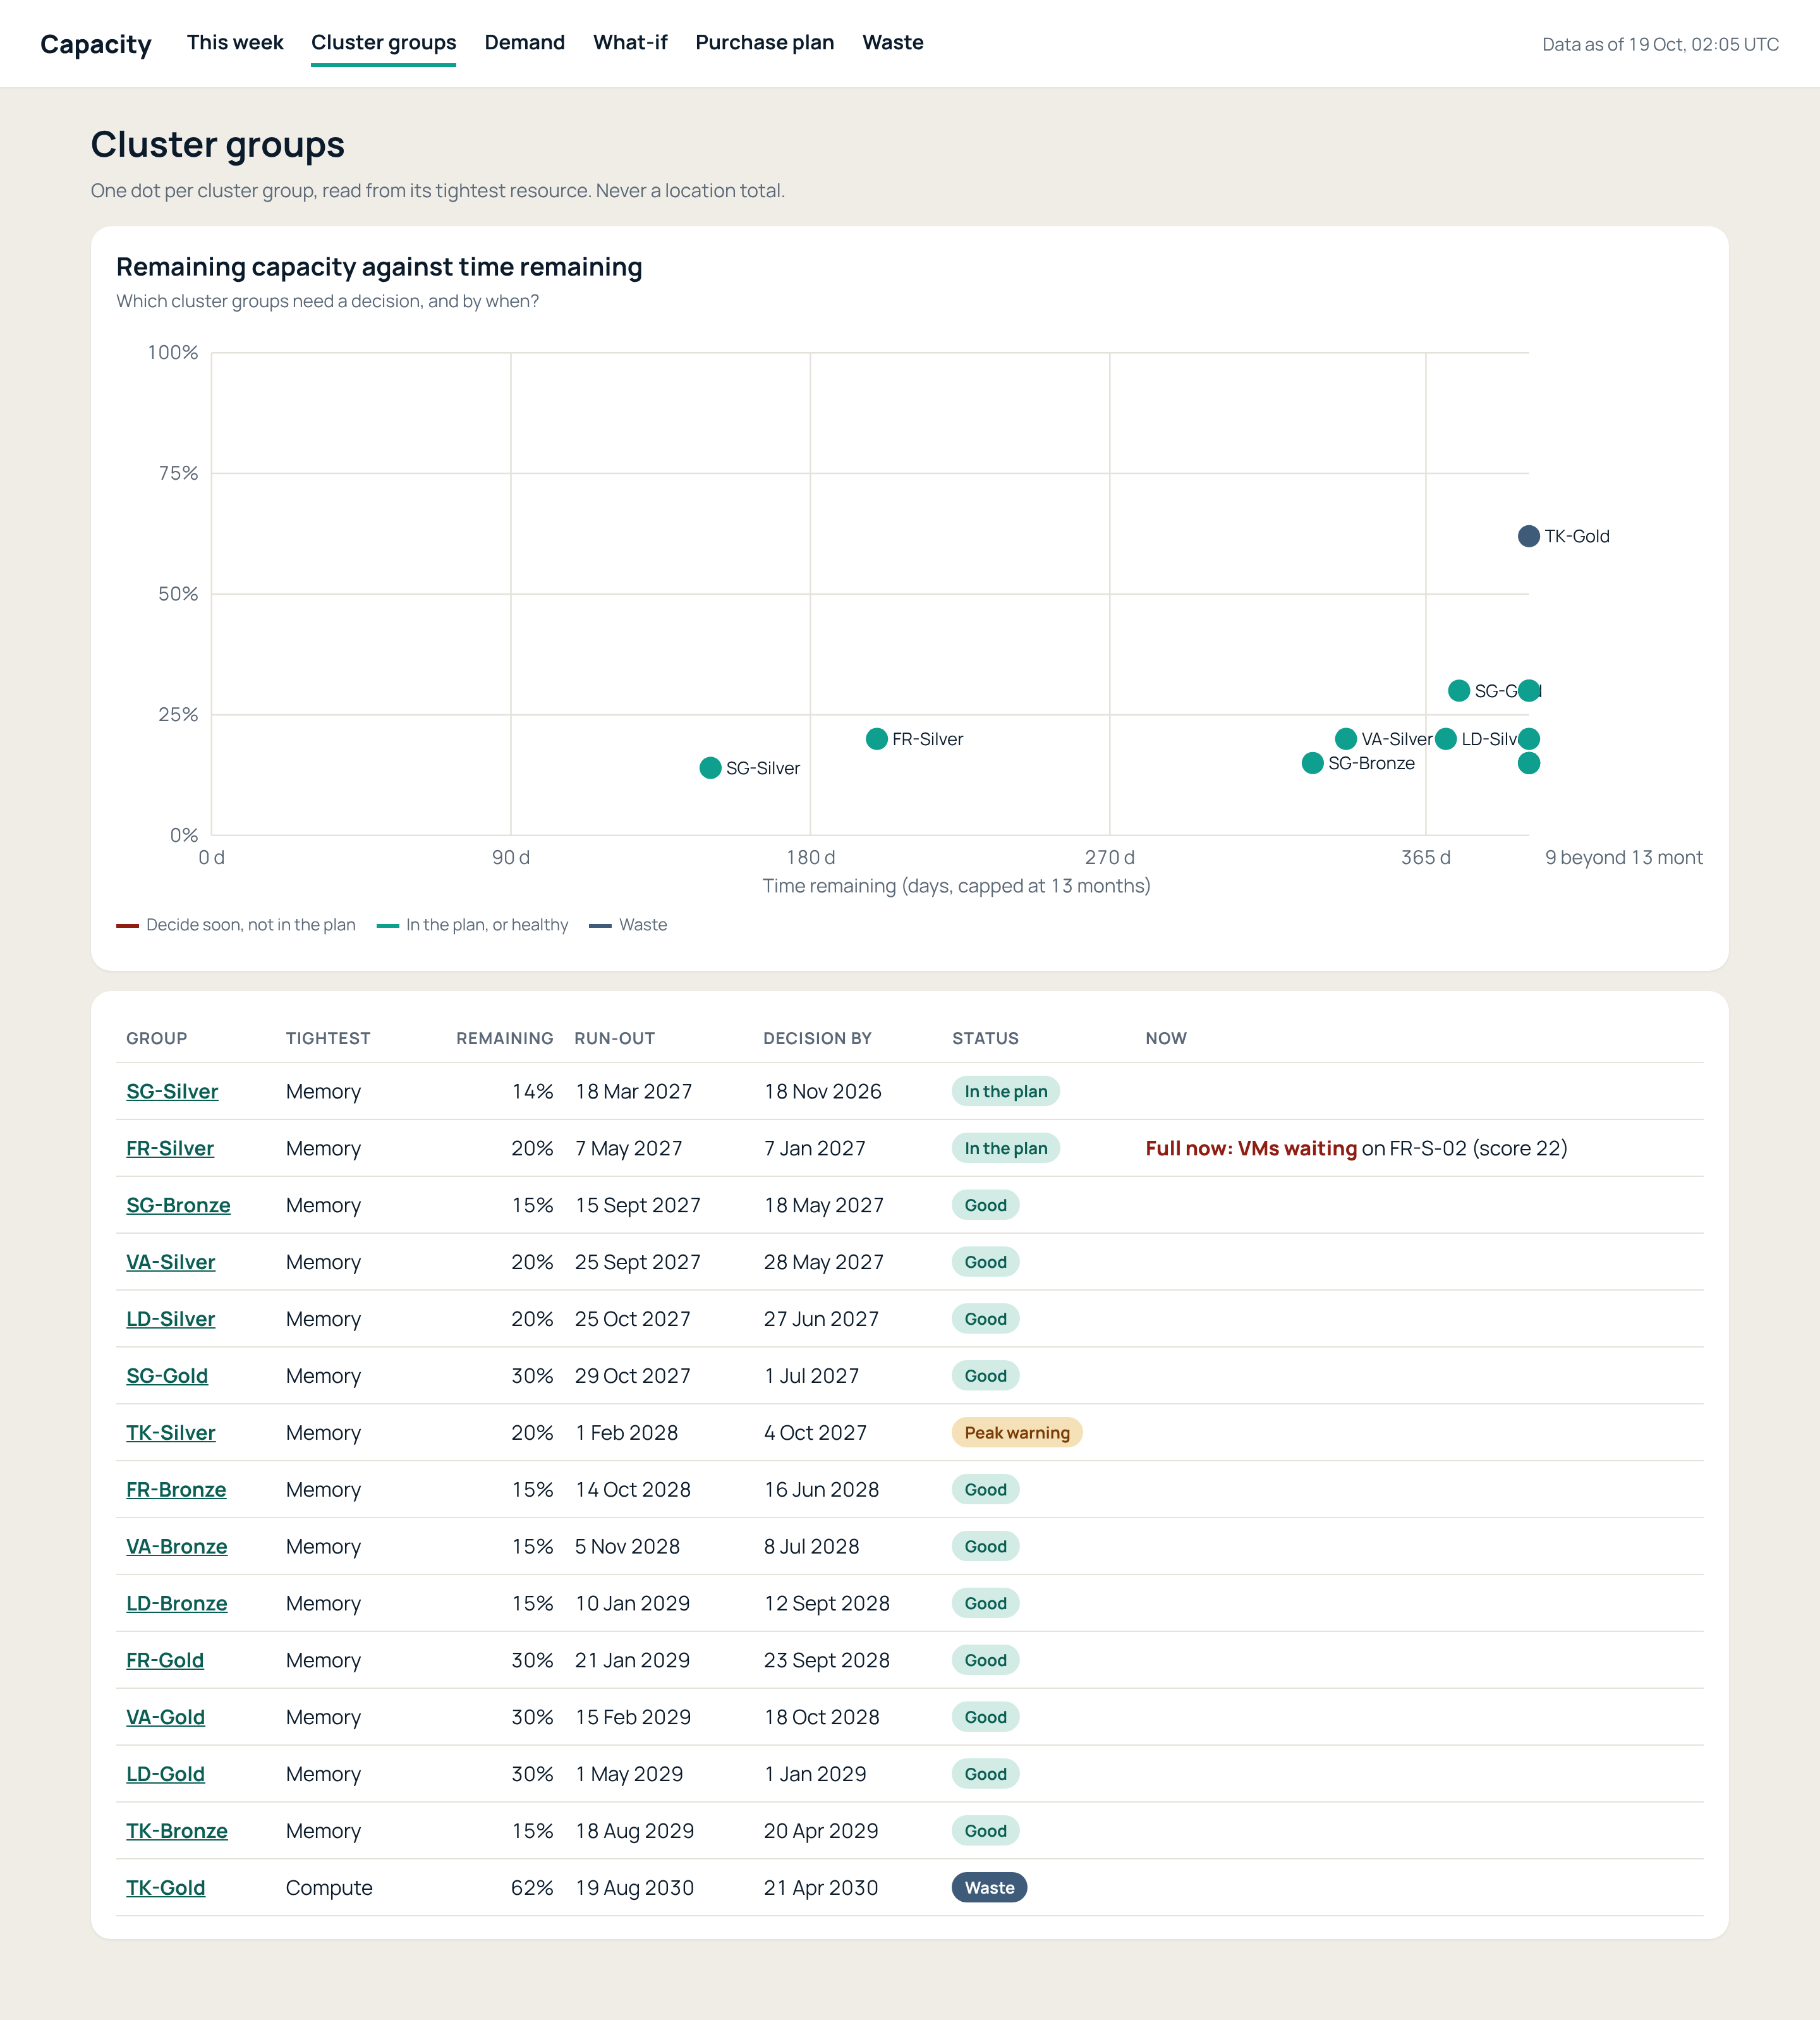 Capacity This week Cluster groups Demand What-if Purchase plan Waste Data as of 19 Oct, 02:05 UTC
Cluster groups
One dot per cluster group, read from its tightest resource. Never a location total.
Remaining capacity against time remaining
Which cluster groups need a decision, and by when?
100%
75%
TK-Gold
50%
SG-G
25%
FR-Silver VA-Silver LD-Silv
SG-Silver SG-Bronze
0%
0 d 90 d 180 d 270 d 365 d 9 beyond 13 mont
Time remaining (days, capped at 13 months)
Decide soon, not in the plan In the plan, or healthy Waste
GROUP TIGHTEST REMAINING RUN-OUT DECISION BY STATUS NOW
SG-Silver Memory 14% 18 Mar 2027 18 Nov 2026 In the plan
FR-Silver Memory 20% 7 May 2027 7 Jan 2027 In the plan Full now: VMs waiting on FR-S-02 (score 22)
SG-Bronze Memory 15% 15 Sept 2027 18 May 2027 Good
VA-Silver Memory 20% 25 Sept 2027 28 May 2027 Good
LD-Silver Memory 20% 25 Oct 2027 27 Jun 2027 Good
SG-Gold Memory 30% 29 Oct 2027 1 Jul 2027 Good
TK-Silver Memory 20% 1 Feb 2028 4 Oct 2027 Peak warning
FR-Bronze Memory 15% 14 Oct 2028 16 Jun 2028 Good
VA-Bronze Memory 15% 5 Nov 2028 8 Jul 2028 Good
LD-Bronze Memory 15% 10 Jan 2029 12 Sept 2028 Good
FR-Gold Memory 30% 21 Jan 2029 23 Sept 2028 Good
VA-Gold Memory 30% 15 Feb 2029 18 Oct 2028 Good
LD-Gold Memory 30% 1 May 2029 1 Jan 2029 Good
TK-Bronze Memory 15% 18 Aug 2029 20 Apr 2029 Good
TK-Gold Compute 62% 19 Aug 2030 21 Apr 2030 Waste